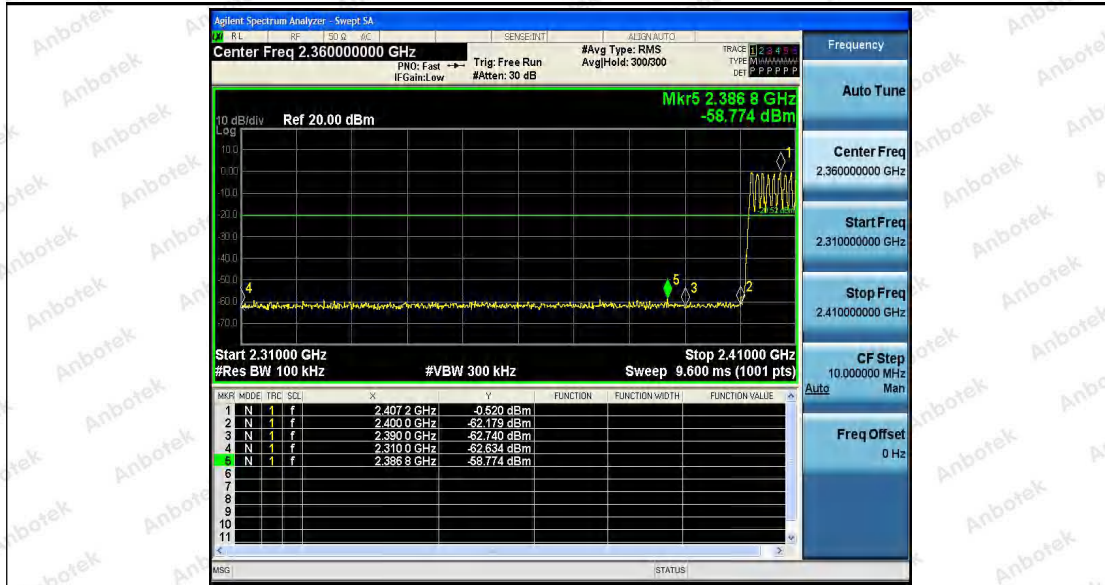 Agilent Spectrum Analyzer - Swept SA
RL RF 50 Ω AC SENSE:INT ALIGNAUTO
Center Freq 2.360000000 GHz
PNO: Fast
IFGain:Low
Trig: Free Run
#Atten: 30 dB
#Avg Type: RMS
Avg|Hold: 300/300
TRACE 1 2 3 4 5 6
TYPE M
DET P P P P P P
Mkr5 2.386 8 GHz
-58.774 dBm
10 dB/div Ref 20.00 dBm
Log
10.0
0.00
-10.0
-20.0
-30.0
-40.0
-50.0
-60.0
-70.0
1
-20.52 dBm
4
5
3
2
Start 2.31000 GHz Stop 2.41000 GHz
#Res BW 100 kHz #VBW 300 kHz Sweep 9.600 ms (1001 pts)
MKR MODE TRC SCL X Y FUNCTION FUNCTION WIDTH FUNCTION VALUE
1 N 1 f 2.407 2 GHz -0.520 dBm
2 N 1 f 2.400 0 GHz -62.179 dBm
3 N 1 f 2.390 0 GHz -62.740 dBm
4 N 1 f 2.310 0 GHz -62.634 dBm
5 N 1 f 2.386 8 GHz -58.774 dBm
6
7
8
9
10
11
MSG STATUS
Frequency
Auto Tune
Center Freq
2.360000000 GHz
Start Freq
2.310000000 GHz
Stop Freq
2.410000000 GHz
CF Step
10.000000 MHz
Auto Man
Freq Offset
0 Hz
Anbotek